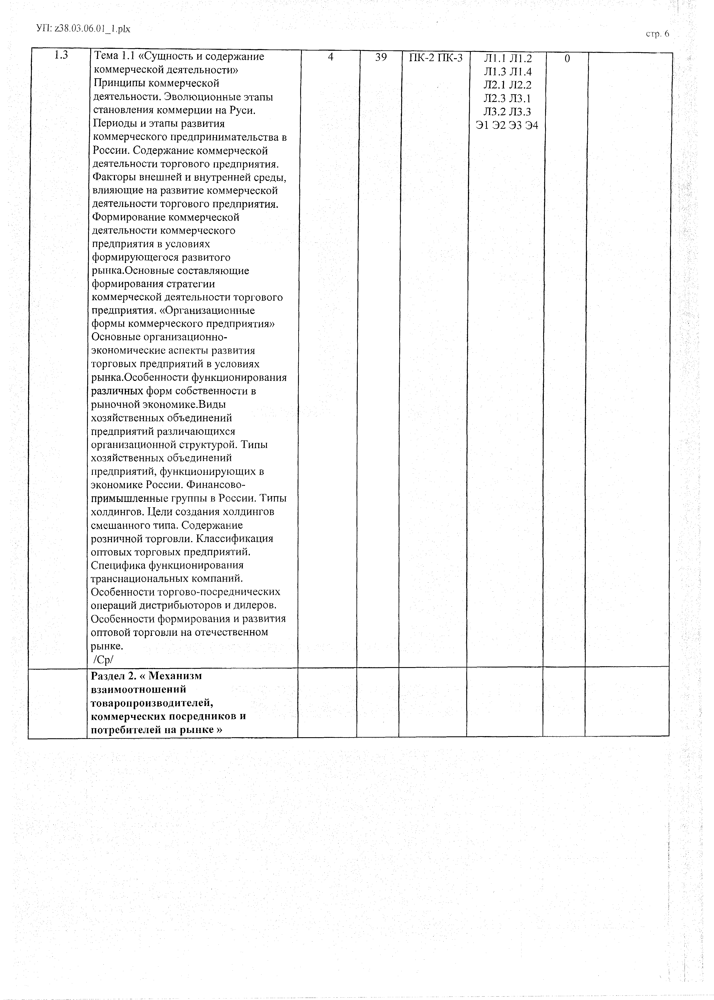 УП: z38.03.06.01_1.plx
стр. 6
1.3
Тема 1.1 «Сущность и содержание
коммерческой деятельности»
Принципы коммерческой
деятельности. Эволюционные этапы
становления коммерции на Руси.
Периоды и этапы развития
коммерческого предпринимательства в
России. Содержание коммерческой
деятельности торгового предприятия.
Факторы внешней и внутренней среды,
влияющие на развитие коммерческой
деятельности торгового предприятия.
Формирование коммерческой
деятельности коммерческого
предприятия в условиях
формирующегося развитого
рынка.Основные составляющие
формирования стратегии
коммерческой деятельности торгового
предприятия. «Организационные
формы коммерческого предприятия»
Основные организационно-
экономические аспекты развития
торговых предприятий в условиях
рынка.Особенности функционирования
различных форм собственности в
рыночной экономике.Виды
хозяйственных объединений
предприятий различающихся
организационной структурой. Типы
хозяйственных объединений
предприятий, функционирующих в
экономике России. Финансово-
промышленные группы в России. Типы
холдингов. Цели создания холдингов
смешанного типа. Содержание
розничной торговли. Классификация
оптовых торговых предприятий.
Специфика функционирования
транснациональных компаний.
Особенности торгово-посреднических
операций дистрибьюторов и дилеров.
Особенности формирования и развития
оптовой торговли на отечественном
рынке.
/Ср/
4
39
ПК-2 ПК-3
Л1.1 Л1.2
Л1.3 Л1.4
Л2.1 Л2.2
Л2.3 Л3.1
Л3.2 Л3.3
Э1 Э2 Э3 Э4
0
Раздел 2. « Механизм
взаимоотношений
товаропроизводителей,
коммерческих посредников и
потребителей на рынке »